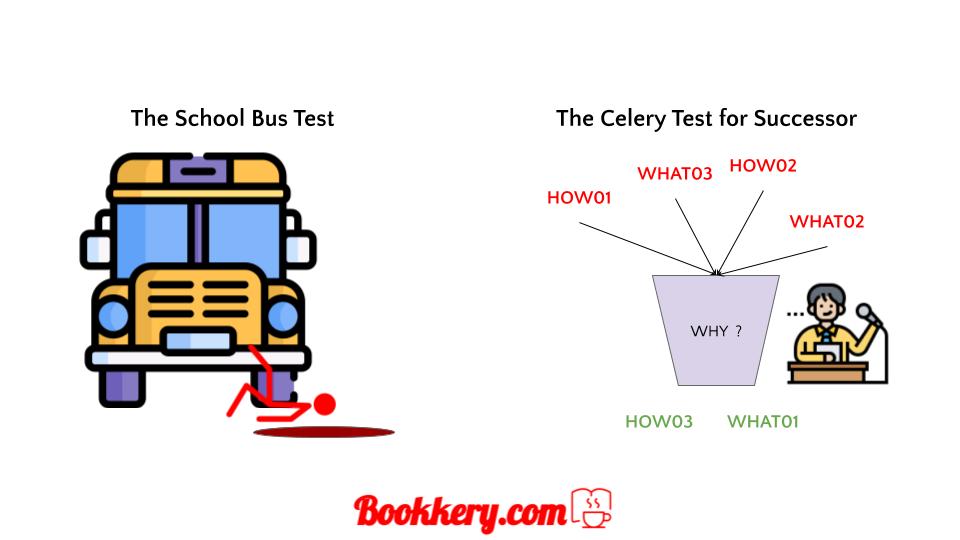 The School Bus Test
The Celery Test for Successor
HOW01
WHAT03
HOW02
WHAT02
WHY ?
...
HOW03
WHAT01
Bookkery.com